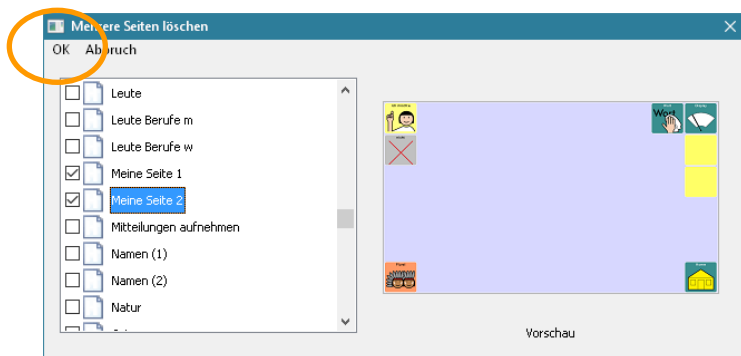 Mehrere Seiten löschen
OK Abbruch
Leute
Leute Berufe m
Leute Berufe w
Meine Seite 1
Meine Seite 2
Mitteilungen aufnehmen
Namen (1)
Namen (2)
Natur
Wort
Vorschau